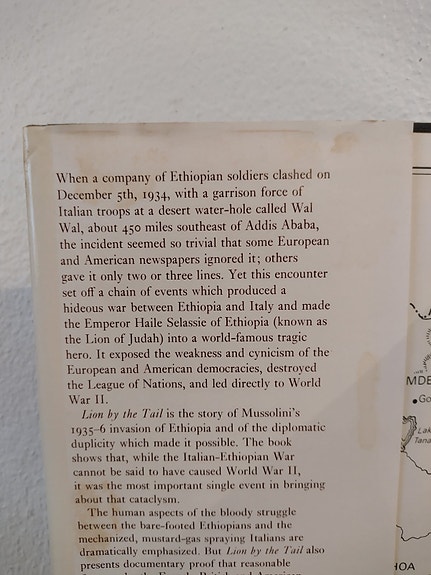 When a company of Ethiopian soldiers clashed on
December 5th, 1934, with a garrison force of
Italian troops at a desert water-hole called Wal
Wal, about 450 miles southeast of Addis Ababa,
the incident seemed so trivial that some European
and American newspapers ignored it; others
gave it only two or three lines. Yet this encounter
set off a chain of events which produced a
hideous war between Ethiopia and Italy and made
the Emperor Haile Selassie of Ethiopia (known as
the Lion of Judah) into a world-famous tragic
hero. It exposed the weakness and cynicism of the
European and American democracies, destroyed
the League of Nations, and led directly to World
War II.
Lion by the Tail is the story of Mussolini's
1935–6 invasion of Ethiopia and of the diplomatic
duplicity which made it possible. The book
shows that, while the Italian-Ethiopian War
cannot be said to have caused World War II,
it was the most important single event in bringing
about that cataclysm.
The human aspects of the bloody struggle
between the bare-footed Ethiopians and the
mechanized, mustard-gas spraying Italians are
dramatically emphasized. But Lion by the Tail also
presents documentary proof that reasonable
MDE
Go
Lake
Tana
HOA